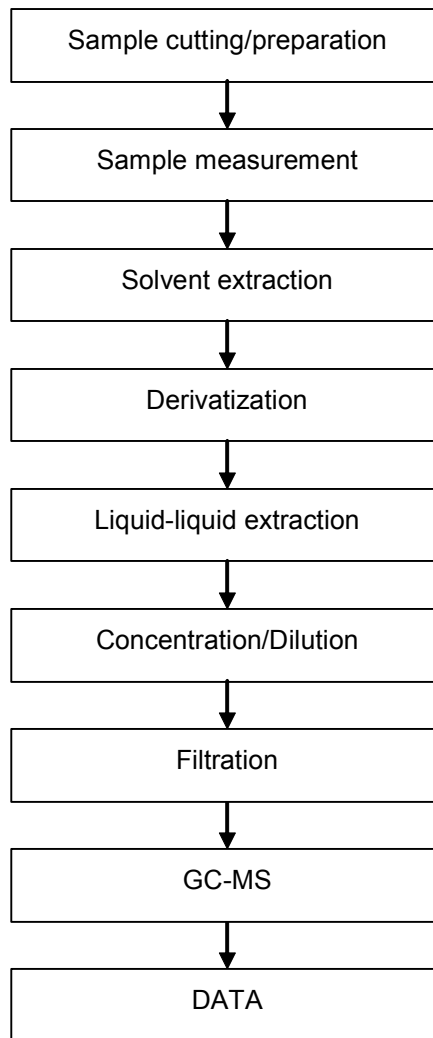 Sample cutting/preparation
Sample measurement
Solvent extraction
Derivatization
Liquid-liquid extraction
Concentration/Dilution
Filtration
GC-MS
DATA